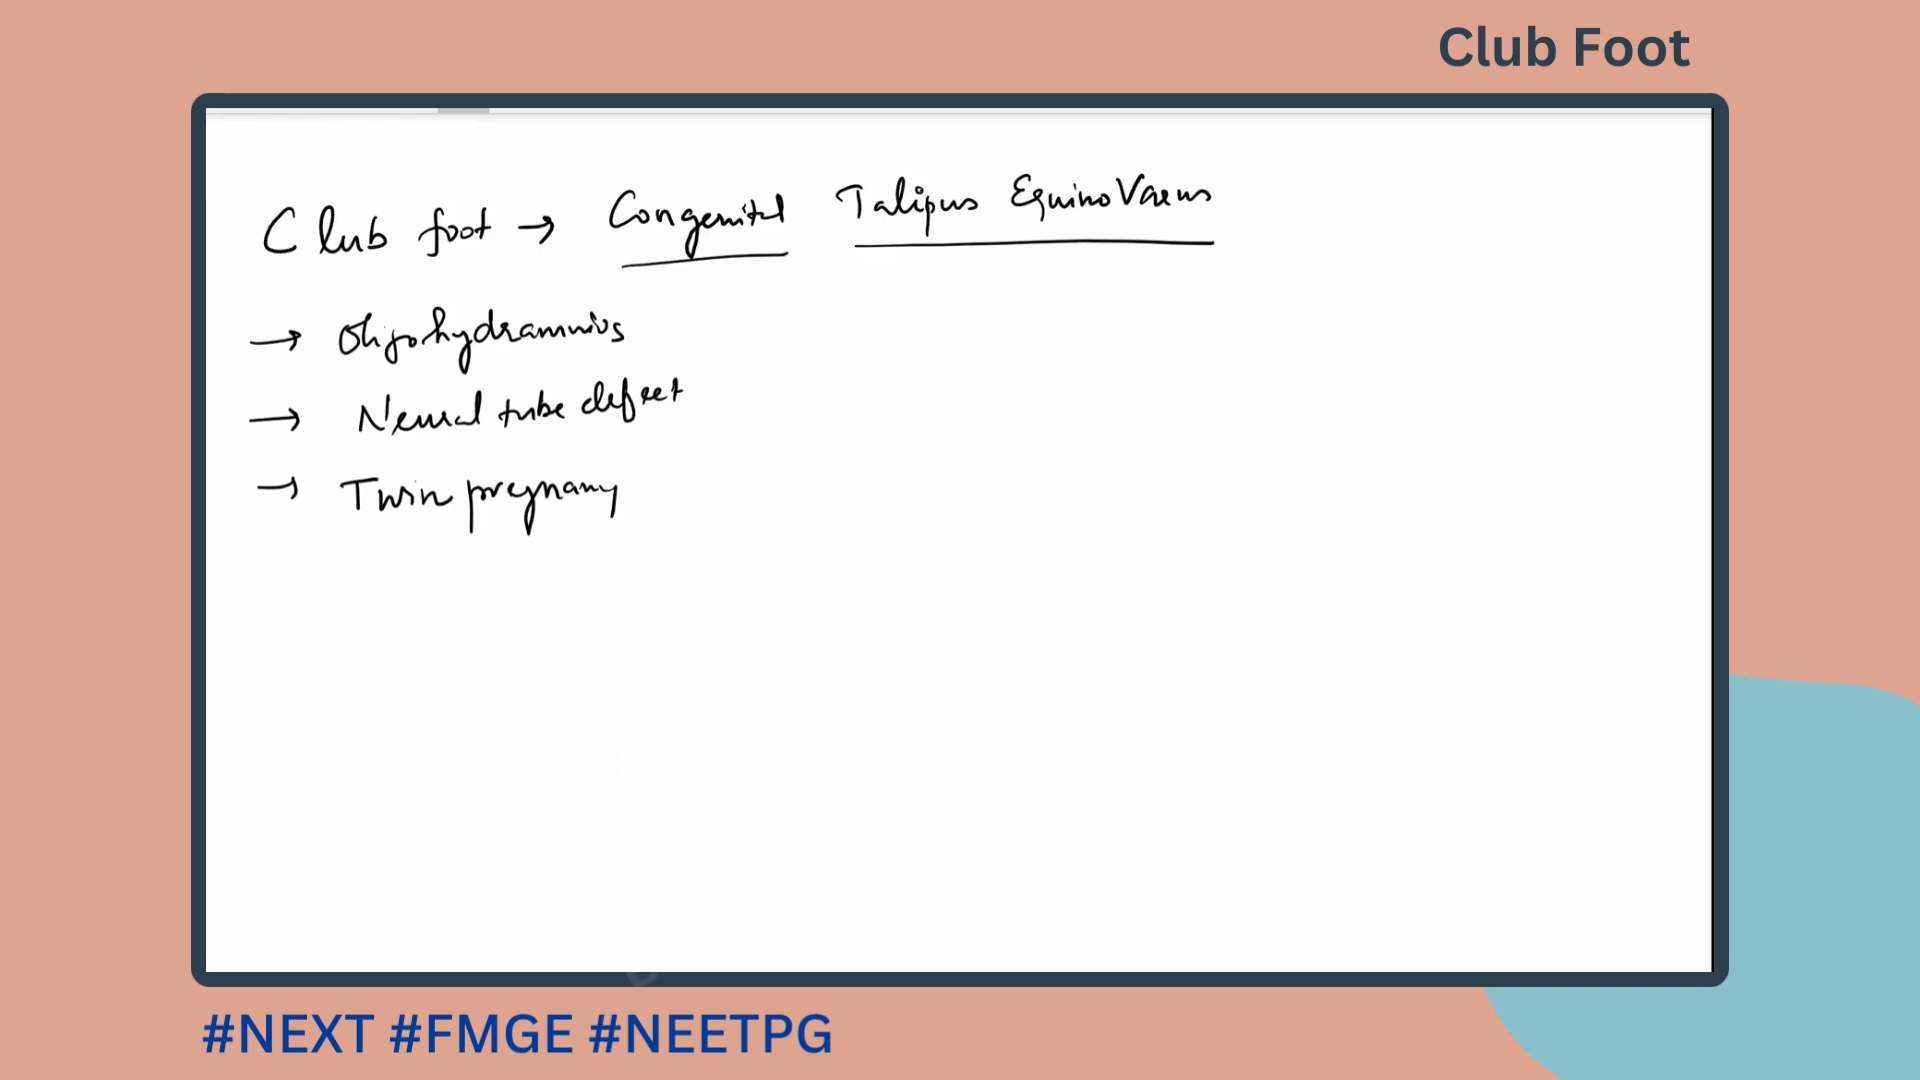 Club Foot
Club foot → Congenital Talipus EquinoVarus
→ Oligohydramnios
→ Neural tube defect
→ Twin pregnancy
#NEXT #FMGE #NEETPG